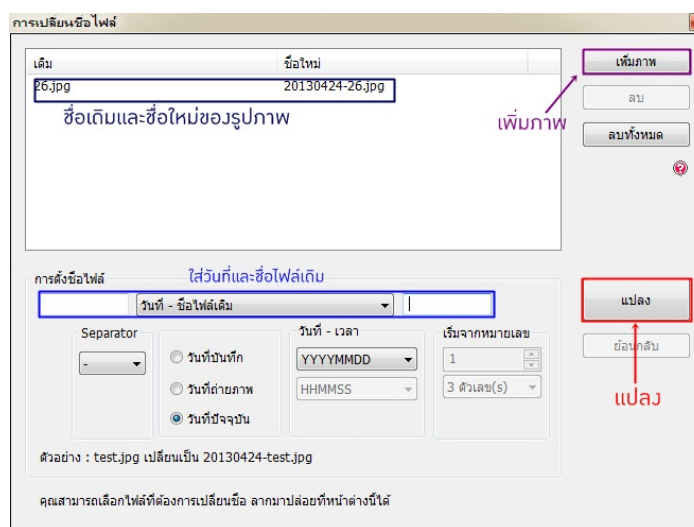 การเปลี่ยนชื่อไฟล์
เดิม ชื่อใหม่ เพิ่มภาพ
26.jpg 20130424-26.jpg
ลบ
ชื่อเดิมและชื่อใหม่ของรูปภาพ เพิ่มภาพ
ลบทั้งหมด
การตั้งชื่อไฟล์ ใส่วันที่และชื่อไฟล์เดิม
วันที่ - ชื่อไฟล์เดิม แปลง
Separator วันที่ - เวลา เริ่มจากหมายเลข
- วันที่บันทึก YYYYMMDD 1 ย้อนกลับ
วันที่ถ่ายภาพ HHMMSS 3 ตัวเลข(s)
แปลง
วันที่ปัจจุบัน
ตัวอย่าง : test.jpg เปลี่ยนเป็น 20130424-test.jpg
คุณสามารถเลือกไฟล์ที่ต้องการเปลี่ยนชื่อ ลากมาปล่อยที่หน้าต่างนี้ได้